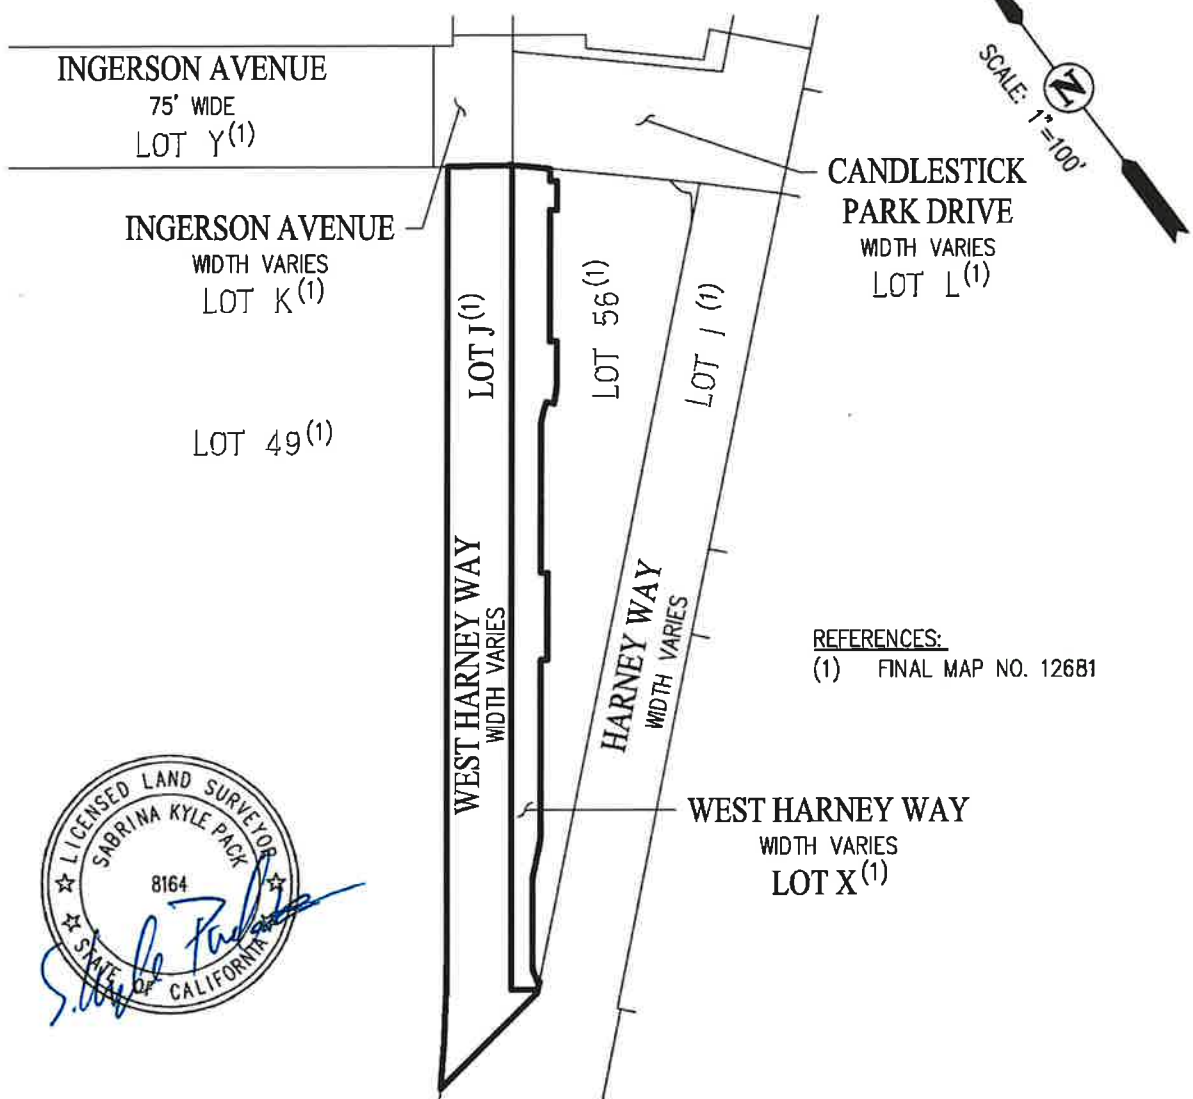 INGERSON AVENUE
75' WIDE
LOT Y(1)
SCALE: 1"=100'
N
INGERSON AVENUE
WIDTH VARIES
LOT K(1)
CANDLESTICK
PARK DRIVE
WIDTH VARIES
LOT L(1)
LOT J(1)
LOT 56(1)
LOT I(1)
LOT 49(1)
WEST HARNEY WAY
WIDTH VARIES
HARNEY WAY
WIDTH VARIES
REFERENCES:
(1) FINAL MAP NO. 12681
WEST HARNEY WAY
WIDTH VARIES
LOT X(1)
LICENSED LAND SURVEYOR
SABRINA KYLE PACK
8164
STATE OF CALIFORNIA